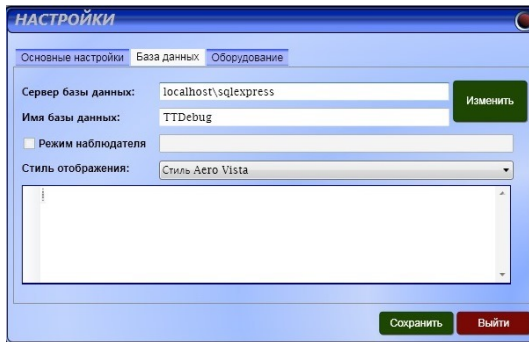 НАСТРОЙКИ
Основные настройки База данных Оборудование
Сервер базы данных: localhost\sqlexpress
Изменить
Имя базы данных: TTDebug
Режим наблюдателя
Стиль отображения: Стиль Aero Vista
Сохранить Выйти